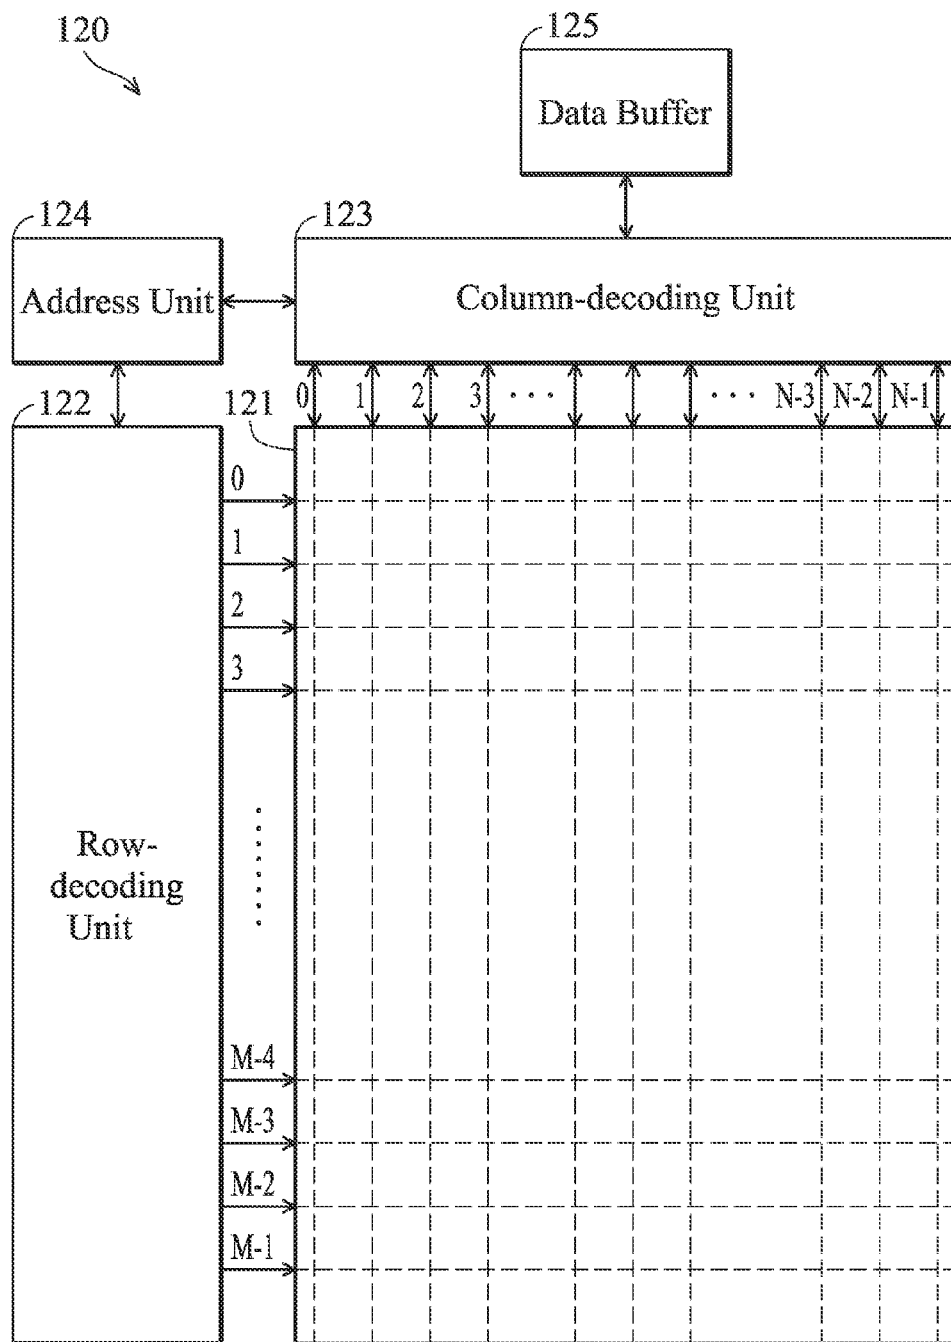 120
125
Data Buffer
124
123
Address Unit
Column-decoding Unit
122
121
0 1 2 3 ··· ··· N-3 N-2 N-1
0
1
2
3
Row-
decoding
Unit
M-4
M-3
M-2
M-1